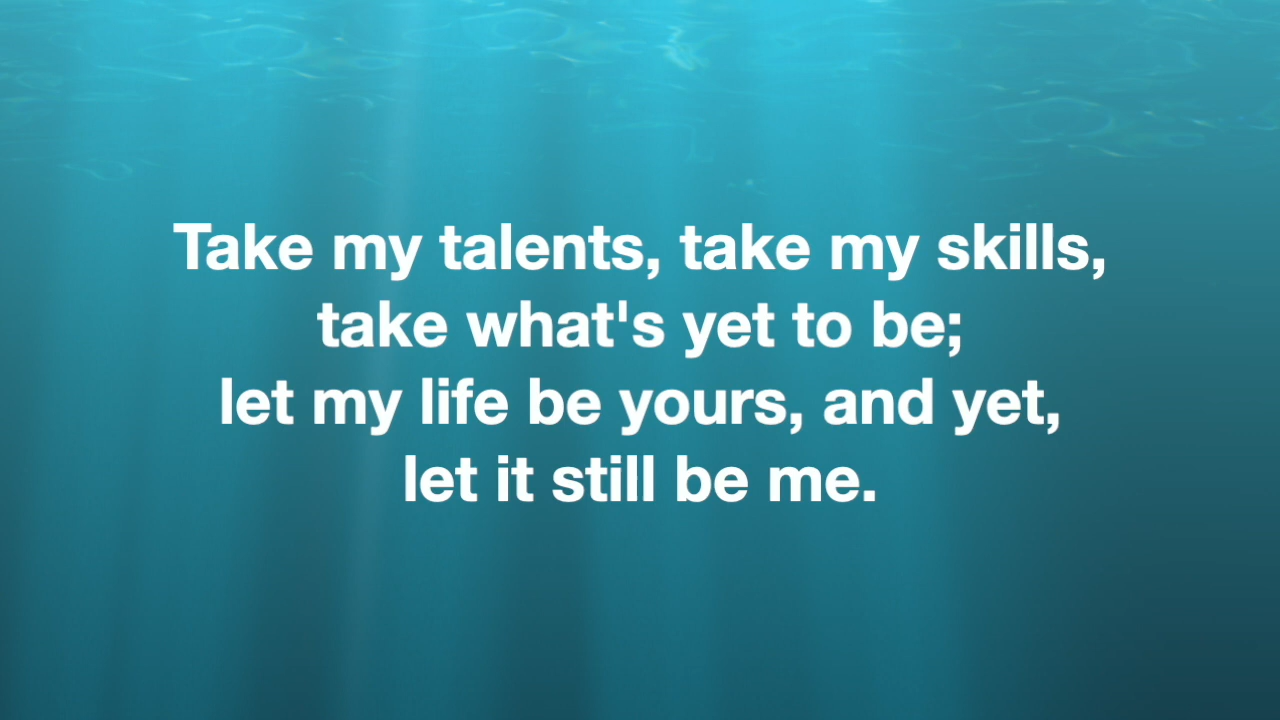 Take my talents, take my skills,
take what's yet to be;
let my life be yours, and yet,
let it still be me.